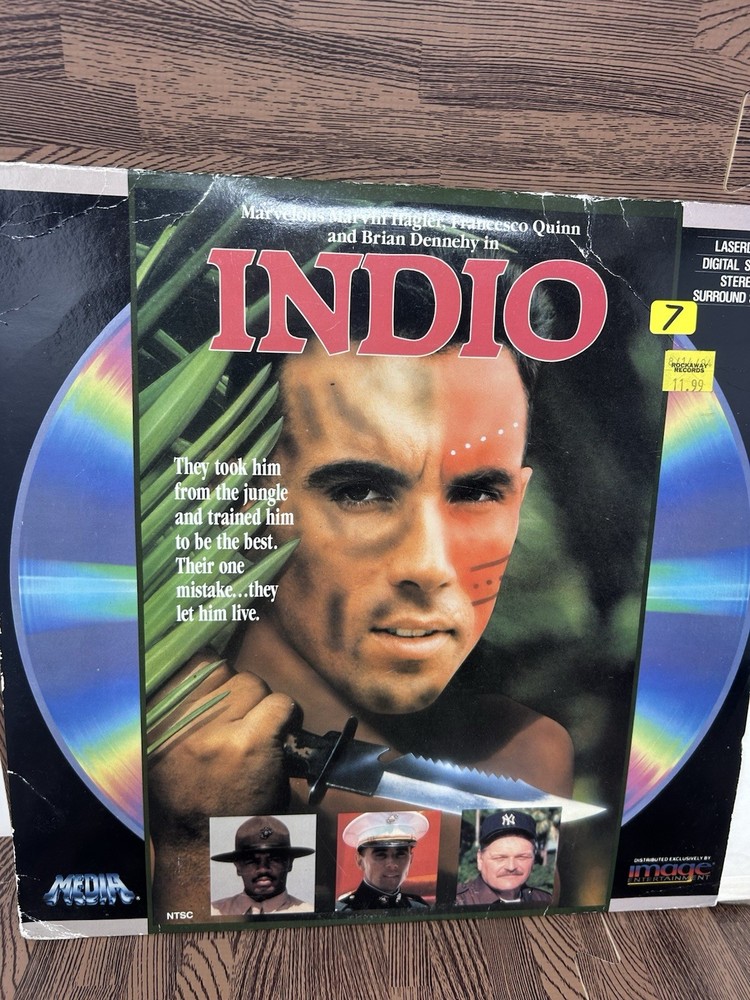 Marvelous Marvin Hagler, Francesco Quinn
and Brian Dennehy in
INDIO
LASERD
DIGITAL S
STERE
SURROUND
7
ROCKAWAY
RECORDS
11.99
They took him
from the jungle
and trained him
to be the best.
Their one
mistake...they
let him live.
NY
MEDIA
NTSC
DISTRIBUTED EXCLUSIVELY BY
image
ENTERTAINMENT